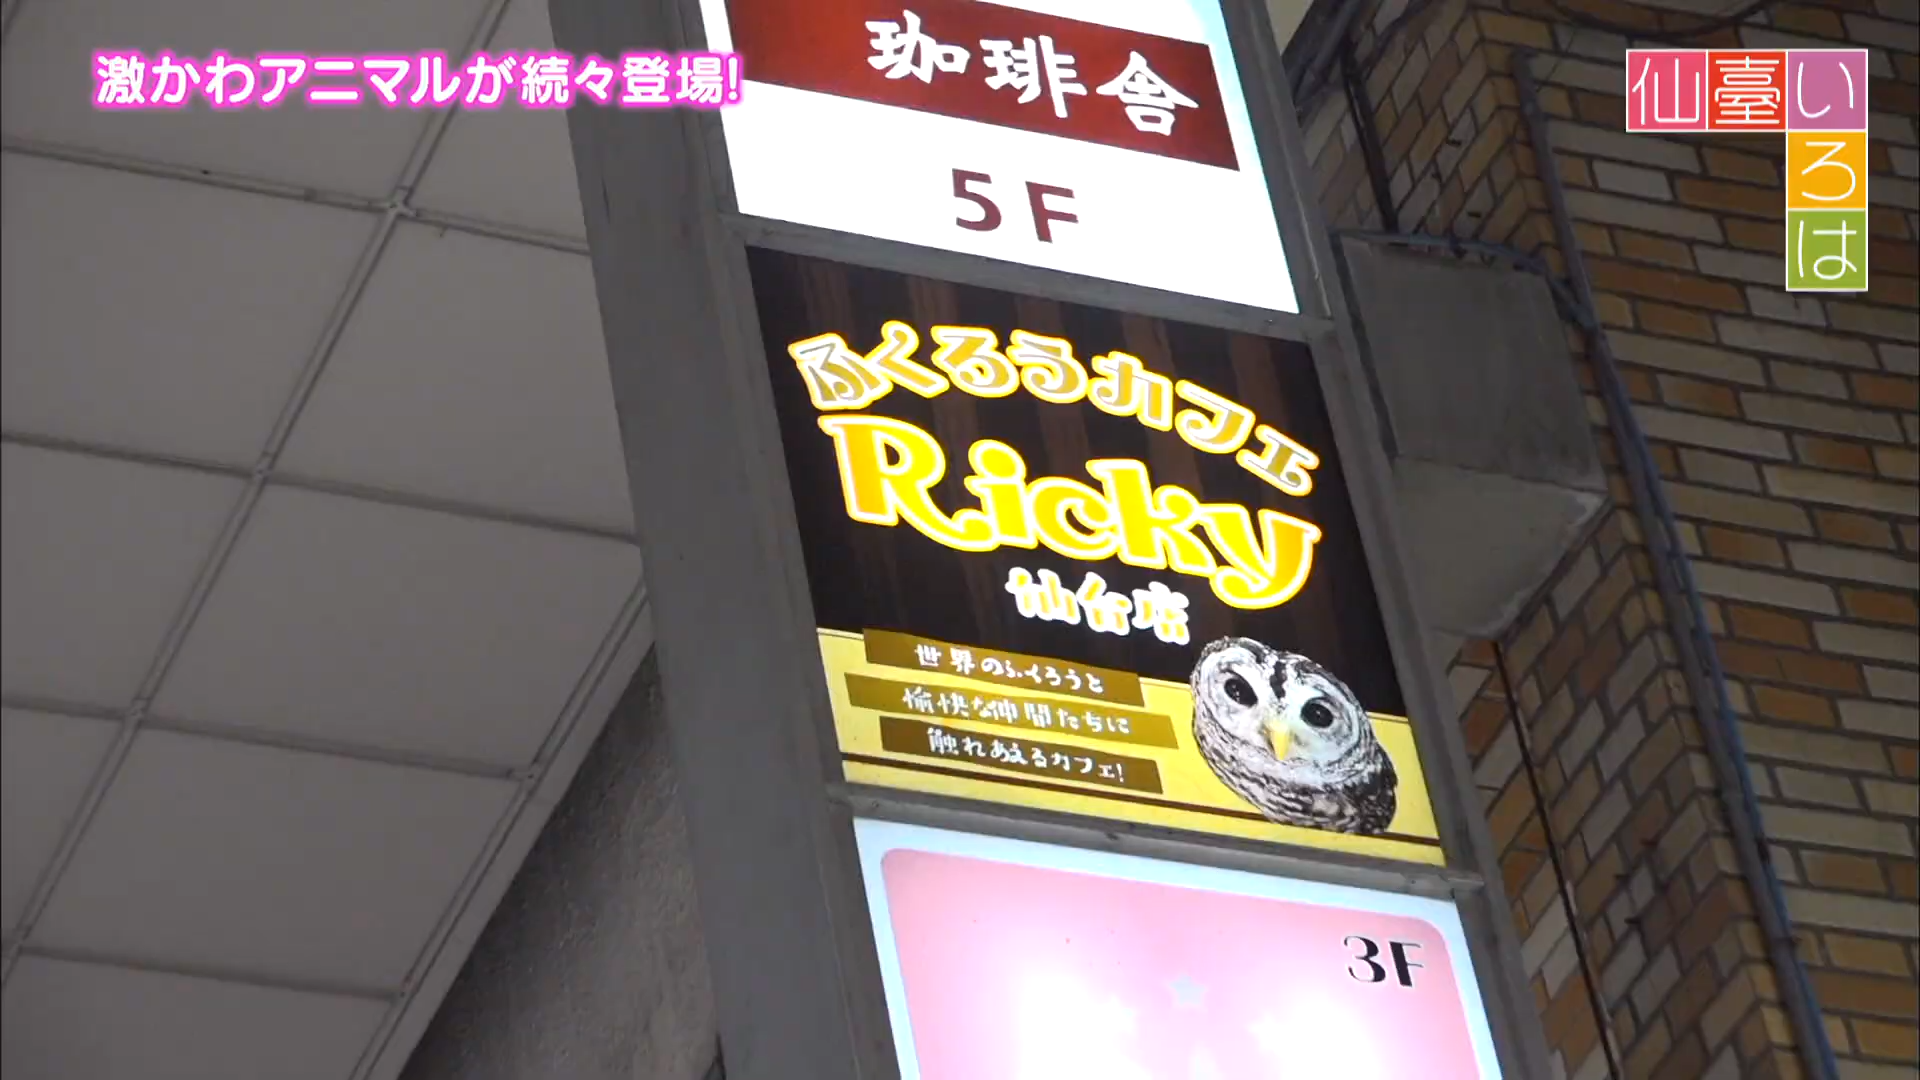 激かわアニマルが続々登場!
仙臺い
ろ
は
珈琲舎
5F
ふくろうカフェ
Ricky
仙台店
世界のふくろうと
愉快な仲間たちに
触れあえるカフェ!
3F